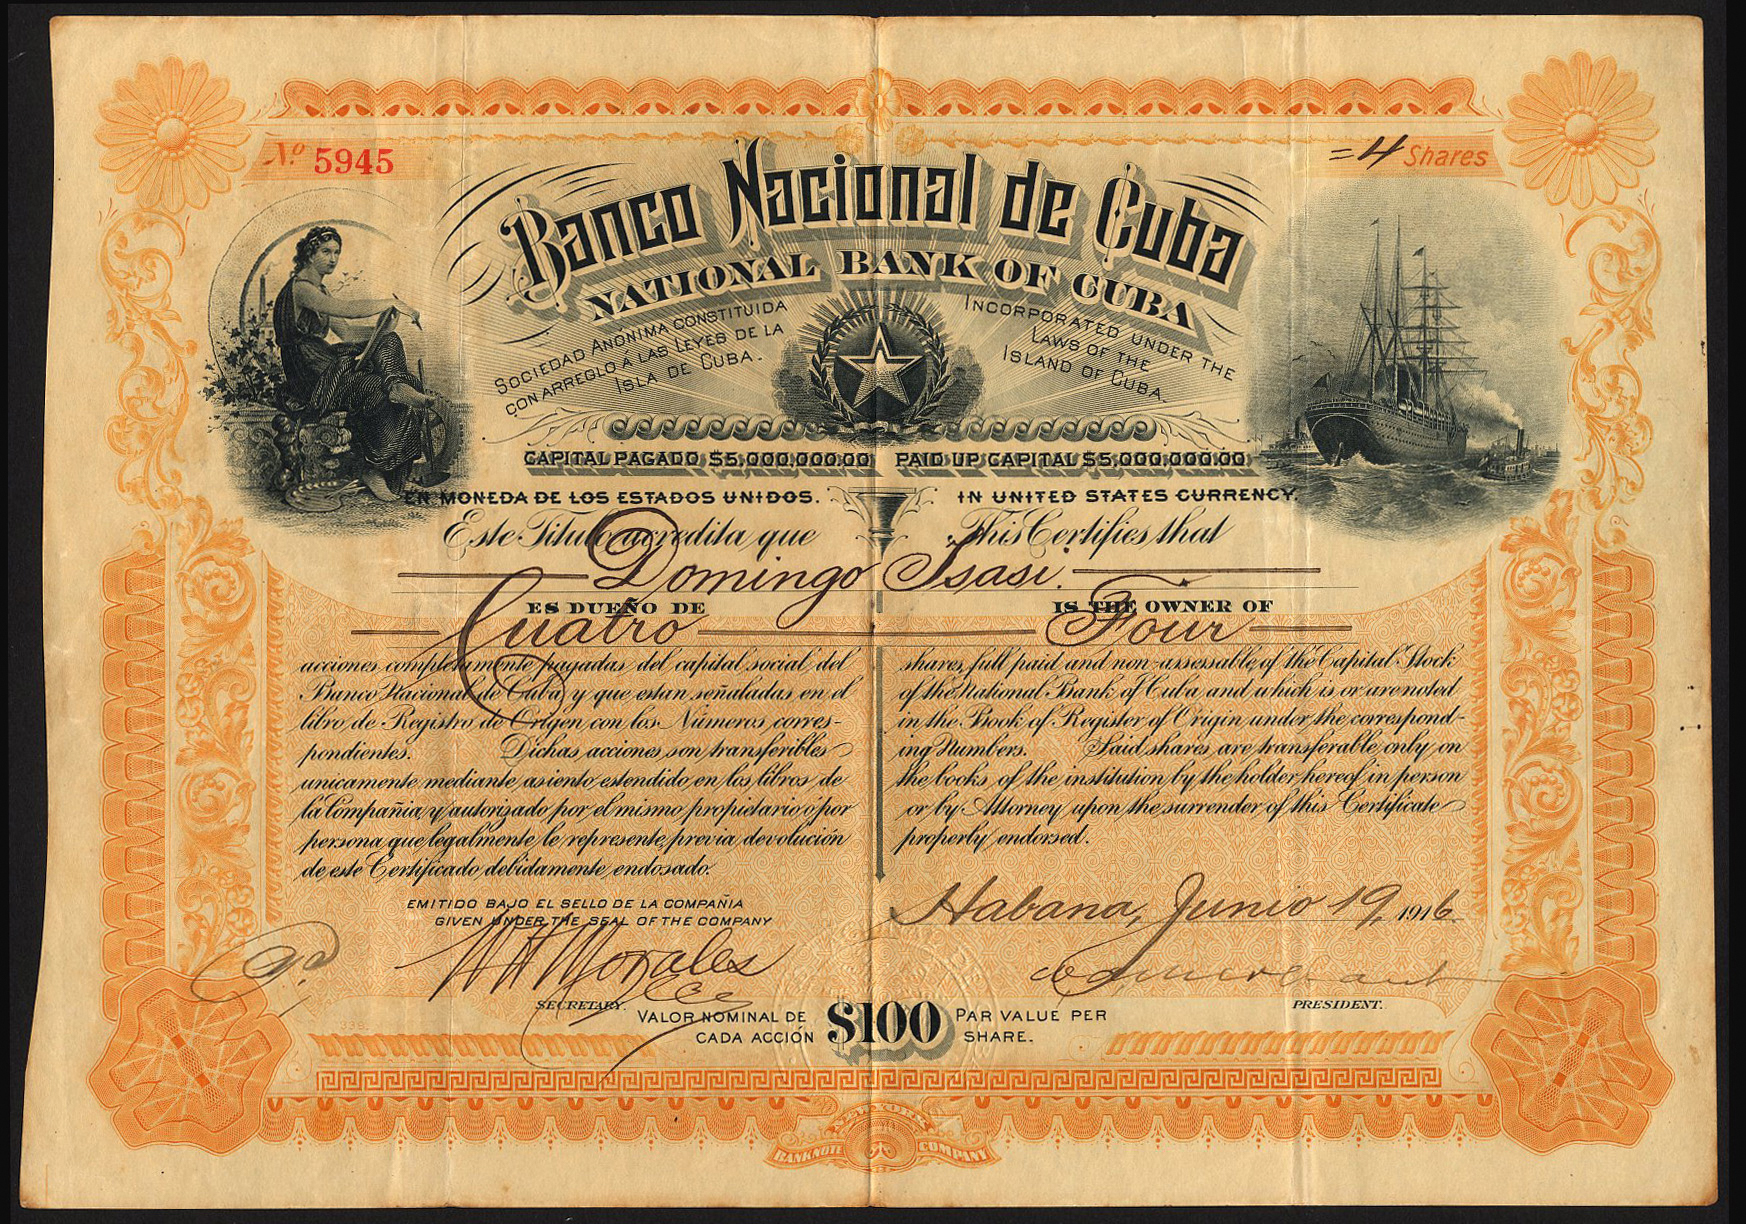 Nº 5945
=4 Shares
Banco Nacional de Cuba
NATIONAL BANK OF CUBA
SOCIEDAD ANÓNIMA CONSTITUIDA
CON ARREGLO Á LAS LEYES DE LA
ISLA DE CUBA.
INCORPORATED UNDER THE
LAWS OF THE
ISLAND OF CUBA.
CAPITAL PAGADO, $5,000,000.00
PAID UP CAPITAL $5,000,000.00
EN MONEDA DE LOS ESTADOS UNIDOS.
IN UNITED STATES CURRENCY.
Este Titulo acredita que
This Certifies that
Domingo Isasi.
ES DUEÑO DE
IS THE OWNER OF
Cuatro
Four
acciones completamente pagadas del capital social del
Banco Nacional de Cuba y que estan señaladas en el
libro de Registro de Origen con los Números corres-
pondientes. Dichas acciones son transferibles
unicamente mediante asiento estendido en los libros de
la Compañia y autorizado por el mismo propietario o por
persona que legalmente le represente, previa devolución
de este Certificado debidamente endosado.
shares, full paid and non-assessable, of the Capital Stock
of the National Bank of Cuba and which is or are noted
in the Book of Register of Origin under the correspond-
ing Numbers. Said shares are transferable only on
the books of the institution by the holder hereof in person
or by Attorney upon the surrender of this Certificate
properly endorsed.
EMITIDO BAJO EL SELLO DE LA COMPAÑIA
GIVEN UNDER THE SEAL OF THE COMPANY
Habana, Junio 19, 1916.
W H Morales
SECRETARY.
PRESIDENT.
VALOR NOMINAL DE
CADA ACCIÓN
$100
PAR VALUE PER
SHARE.
NEW YORK
BANKNOTE COMPANY